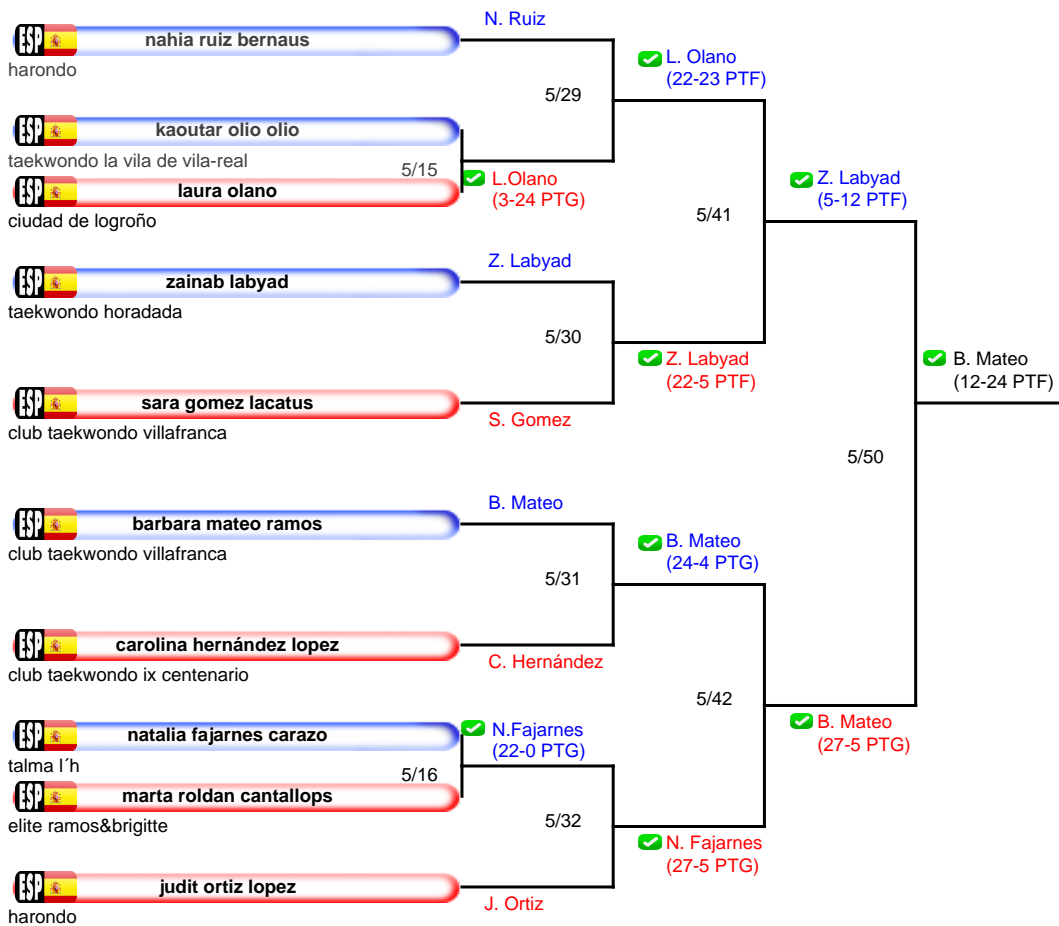 N. Ruiz
ESP nahia ruiz bernaus
harondo
L. Olano
(22-23 PTF)
5/29
ESP kaoutar olio olio
taekwondo la vila de vila-real
5/15
L.Olano
(3-24 PTG)
ESP laura olano
ciudad de logroño
Z. Labyad
(5-12 PTF)
5/41
Z. Labyad
ESP zainab labyad
taekwondo horadada
5/30
Z. Labyad
(22-5 PTF)
B. Mateo
(12-24 PTF)
ESP sara gomez lacatus
S. Gomez
club taekwondo villafranca
5/50
B. Mateo
ESP barbara mateo ramos
club taekwondo villafranca
B. Mateo
(24-4 PTG)
5/31
ESP carolina hernández lopez
C. Hernández
club taekwondo ix centenario
5/42
B. Mateo
(27-5 PTG)
ESP natalia fajarnes carazo
N.Fajarnes
(22-0 PTG)
talma l´h
5/16
ESP marta roldan cantallops
elite ramos&brigitte
5/32
N. Fajarnes
(27-5 PTG)
ESP judit ortiz lopez
J. Ortiz
harondo